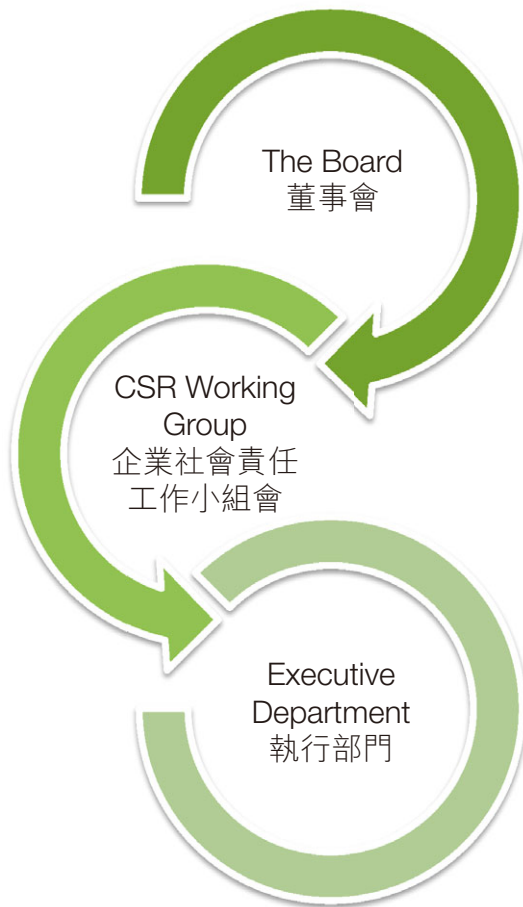 The Board
董事會
CSR Working
Group
企業社會責任
工作小組會
Executive
Department
執行部門